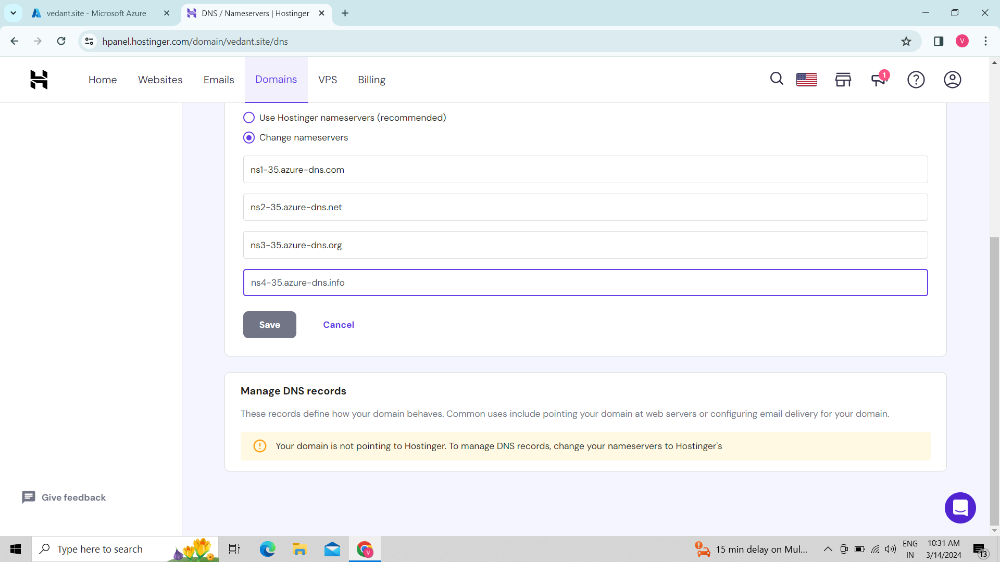 vedant.site - Microsoft Azure
DNS / Nameservers | Hostinger
hpanel.hostinger.com/domain/vedant.site/dns
V
Home
Websites
Emails
Domains
VPS
Billing
1
Use Hostinger nameservers (recommended)
Change nameservers
ns1-35.azure-dns.com
ns2-35.azure-dns.net
ns3-35.azure-dns.org
ns4-35.azure-dns.info
Save
Cancel
Manage DNS records
These records define how your domain behaves. Common uses include pointing your domain at web servers or configuring email delivery for your domain.
Your domain is not pointing to Hostinger. To manage DNS records, change your nameservers to Hostinger's
Give feedback
Type here to search
V
15 min delay on Mul...
ENG
IN
10:31 AM
3/14/2024
13